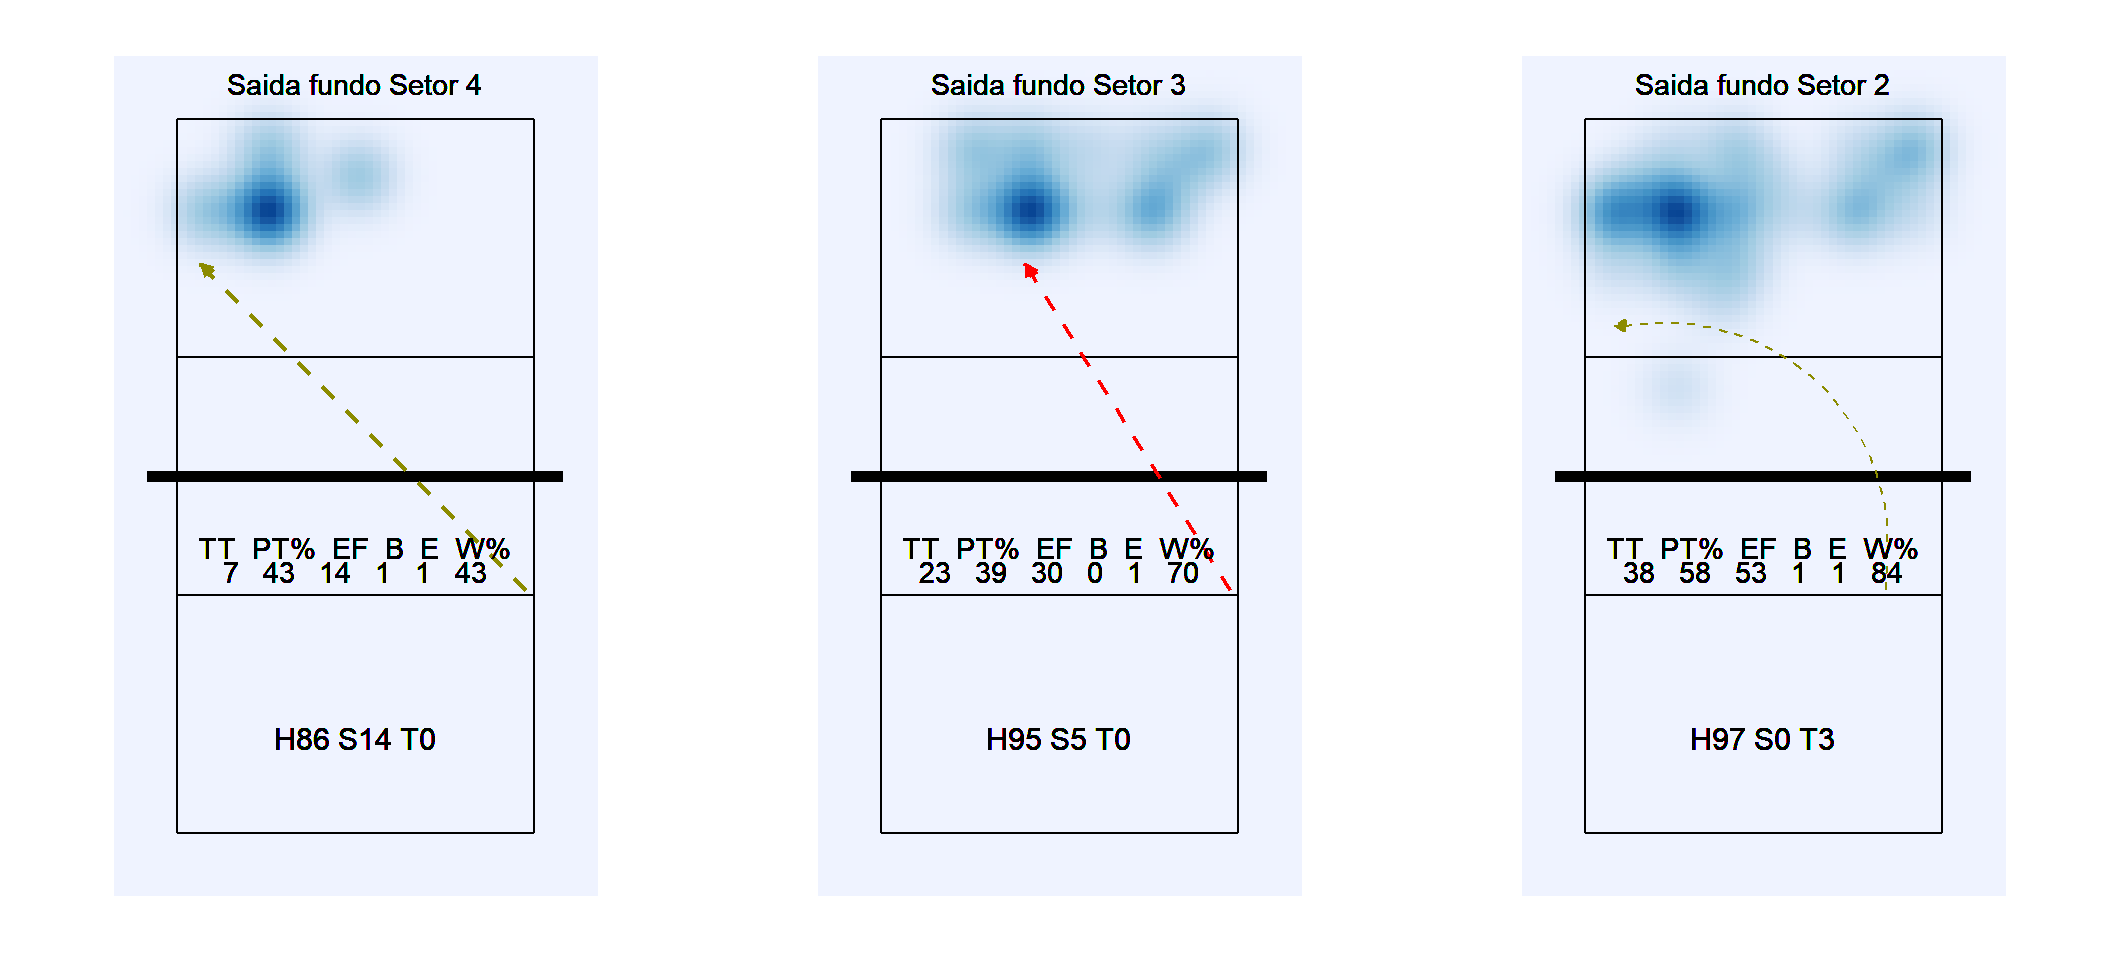 Saida fundo Setor 4
TT PT% EF B E W%
7 43 14 1 1 43
H86 S14 T0
Saida fundo Setor 3
TT PT% EF B E W%
23 39 30 0 1 70
H95 S5 T0
Saida fundo Setor 2
TT PT% EF B E W%
38 58 53 1 1 84
H97 S0 T3